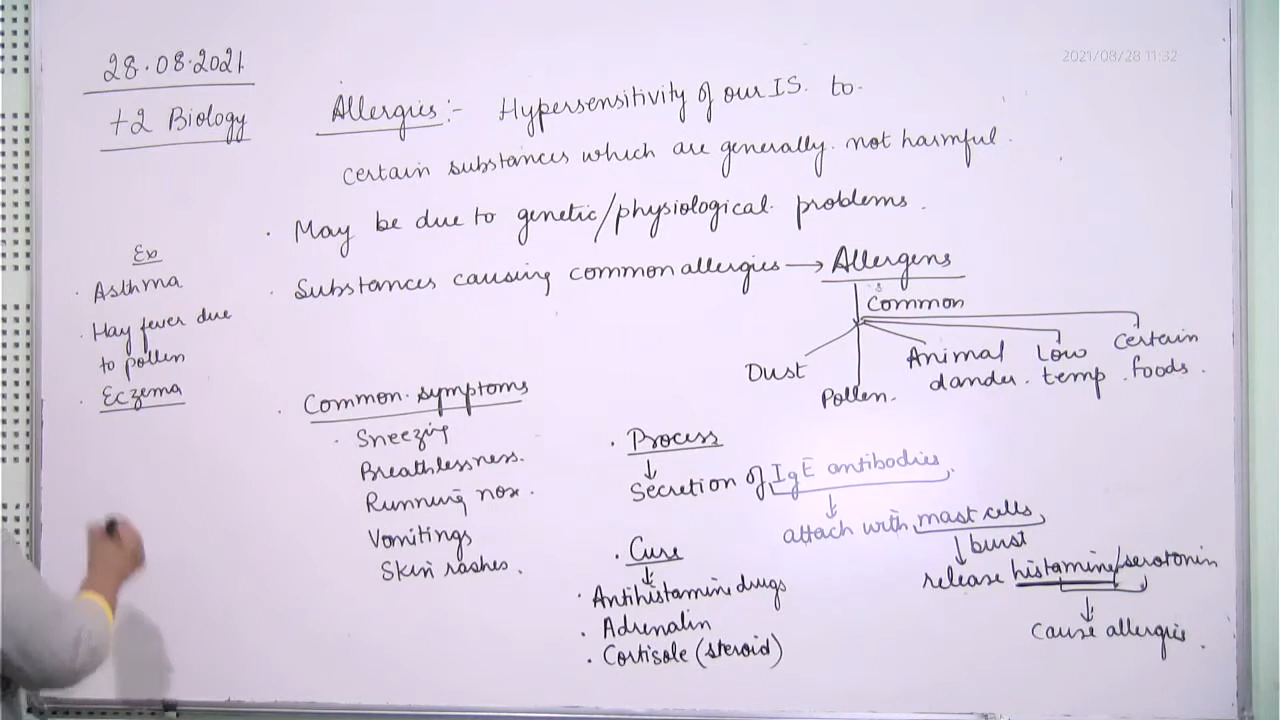 28.08.2021
+2 Biology
2021/08/28 11:32
Allergies :- Hypersensitivity of our IS. to
certain substances which are generally not harmful.
· May be due to genetic/physiological problems.
· Substances causing common allergies → Allergens
Common
Dust
Pollen.
Animal
dander.
Low
temp.
Certain
foods.
Ex
· Asthma
· Hay fever due
to pollen
· Eczema
· Common symptoms
· Sneezing
Breathlessness.
Running nose.
Vomitings
Skin rashes.
· Process
Secretion of IgE antibodies.
attach with mast cells,
burst
release histamine/serotonin
cause allergies.
· Cure
· Antihistamine drugs
· Adrenalin
· Cortisole (steroid)